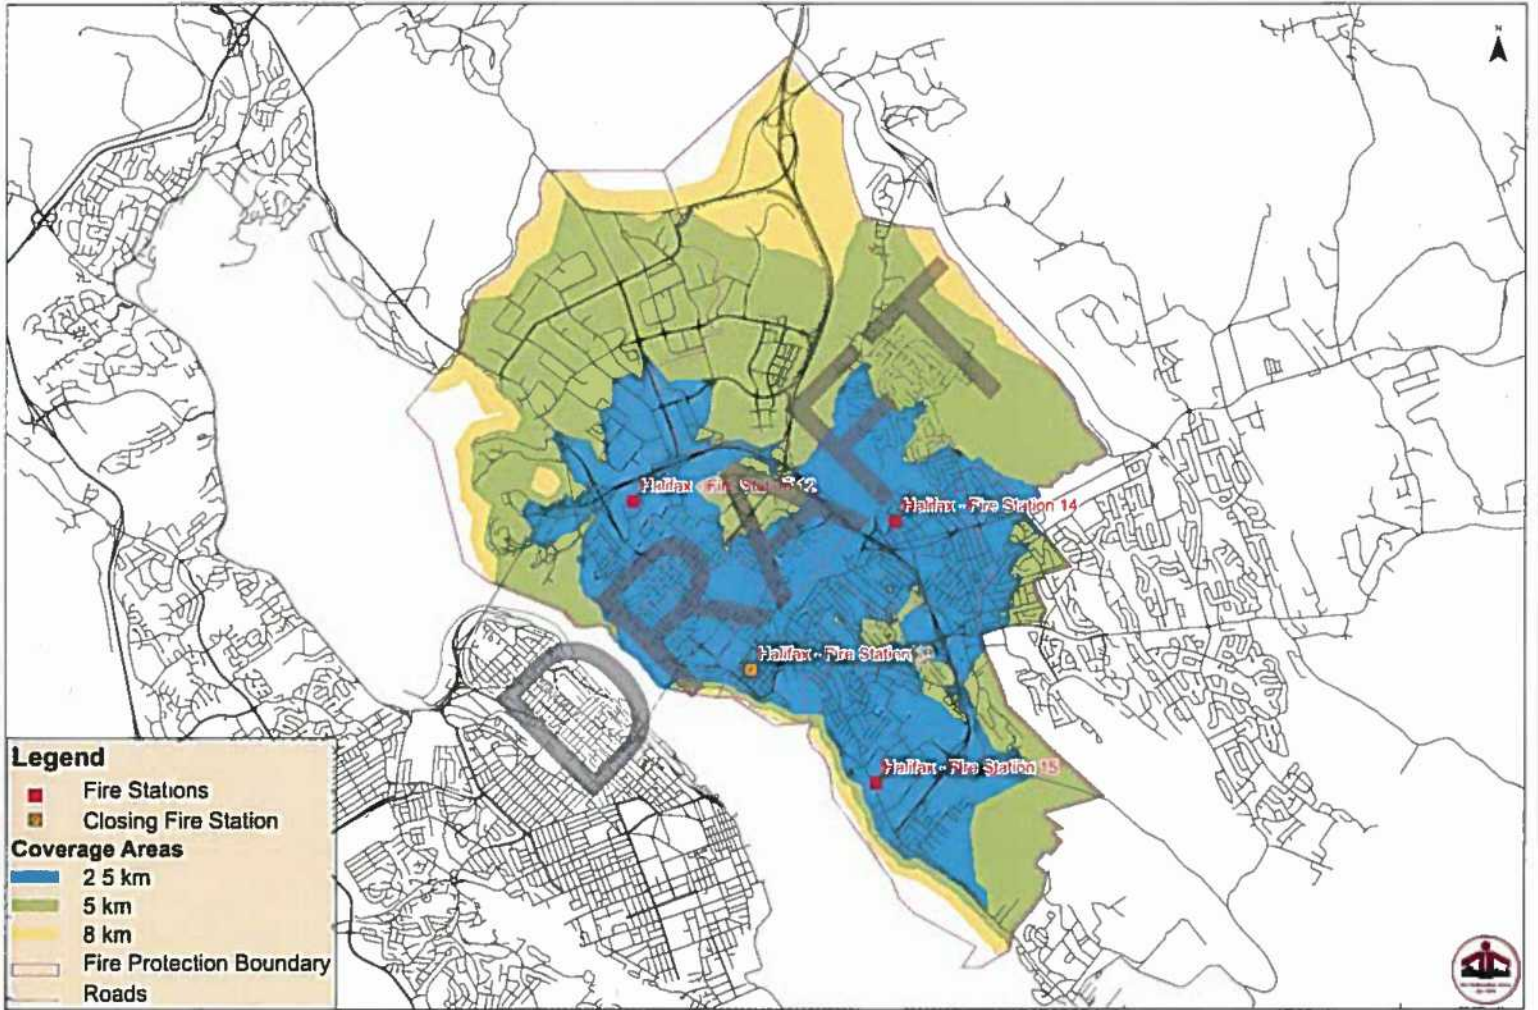 N
Halifax - Fire Station 12
Halifax - Fire Station 14
Halifax - Fire Station
Halifax - Fire Station 15
DRAFT
Legend
Fire Stations
Closing Fire Station
Coverage Areas
2 5 km
5 km
8 km
Fire Protection Boundary
Roads